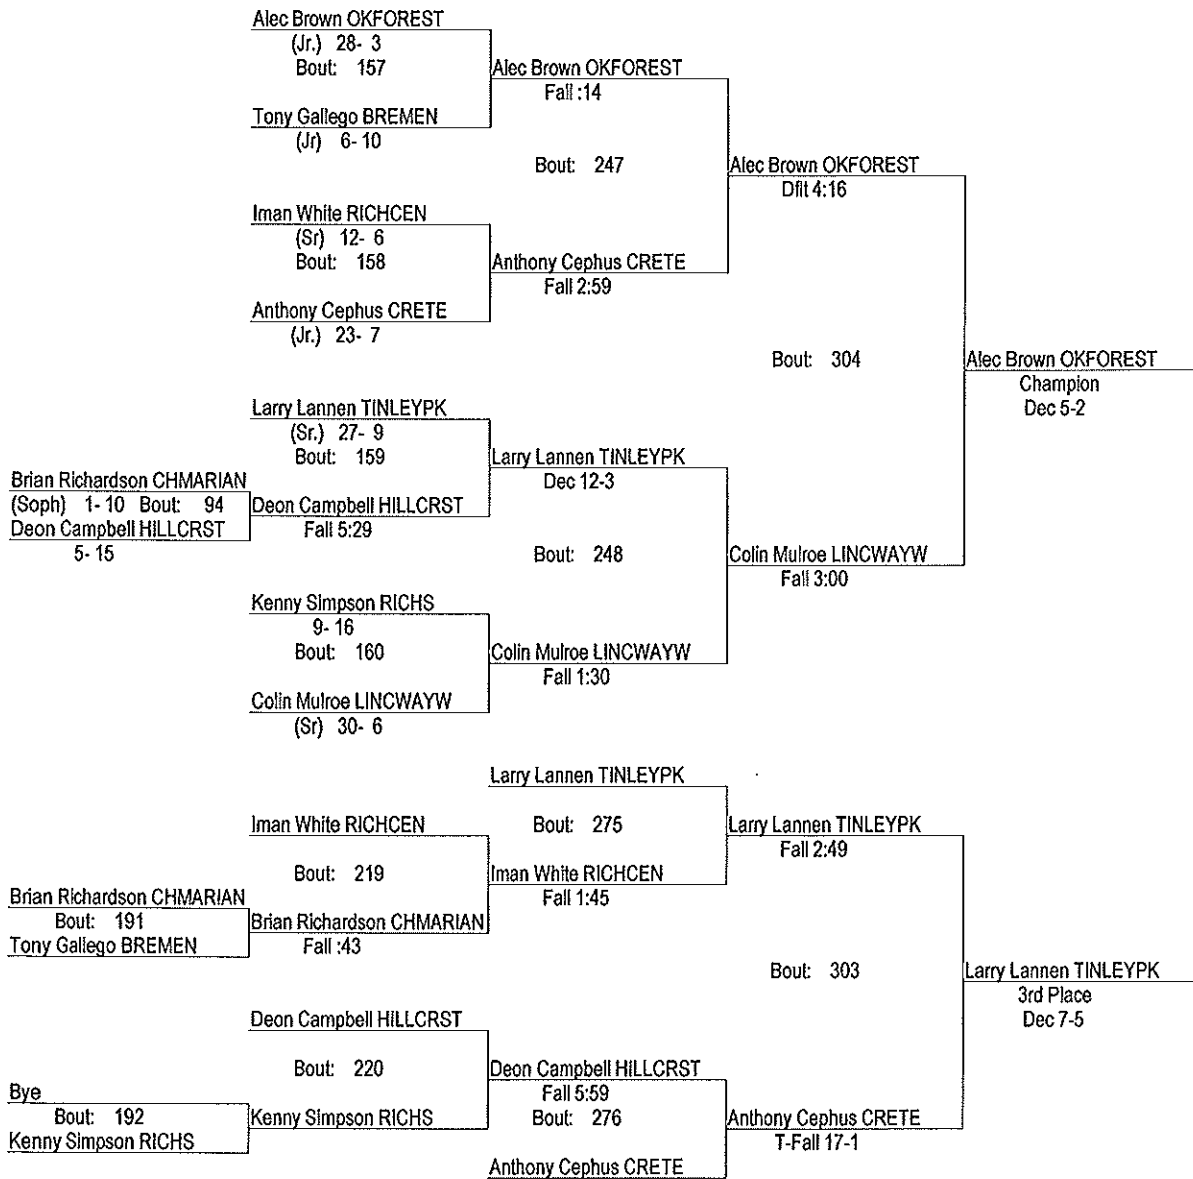 Alec Brown OKFOREST
(Jr.) 28- 3
Bout: 157
Alec Brown OKFOREST
Fall :14
Tony Gallego BREMEN
(Jr) 6- 10
Bout: 247
Alec Brown OKFOREST
Dflt 4:16
Iman White RICHCEN
(Sr) 12- 6
Bout: 158
Anthony Cephus CRETE
Fall 2:59
Anthony Cephus CRETE
(Jr.) 23- 7
Bout: 304
Alec Brown OKFOREST
Champion
Dec 5-2
Larry Lannen TINLEYPK
(Sr.) 27- 9
Bout: 159
Larry Lannen TINLEYPK
Dec 12-3
Brian Richardson CHMARIAN
(Soph) 1- 10 Bout: 94
Deon Campbell HILLCRST
5- 15
Deon Campbell HILLCRST
Fall 5:29
Bout: 248
Colin Mulroe LINCWAYW
Fall 3:00
Kenny Simpson RICHS
9- 16
Bout: 160
Colin Mulroe LINCWAYW
Fall 1:30
Colin Mulroe LINCWAYW
(Sr) 30- 6
Larry Lannen TINLEYPK
Bout: 275
Larry Lannen TINLEYPK
Fall 2:49
Iman White RICHCEN
Bout: 219
Iman White RICHCEN
Fall 1:45
Brian Richardson CHMARIAN
Bout: 191
Tony Gallego BREMEN
Brian Richardson CHMARIAN
Fall :43
Bout: 303
Larry Lannen TINLEYPK
3rd Place
Dec 7-5
Deon Campbell HILLCRST
Bout: 220
Deon Campbell HILLCRST
Fall 5:59
Bye
Bout: 192
Kenny Simpson RICHS
Kenny Simpson RICHS
Bout: 276
Anthony Cephus CRETE
T-Fall 17-1
Anthony Cephus CRETE